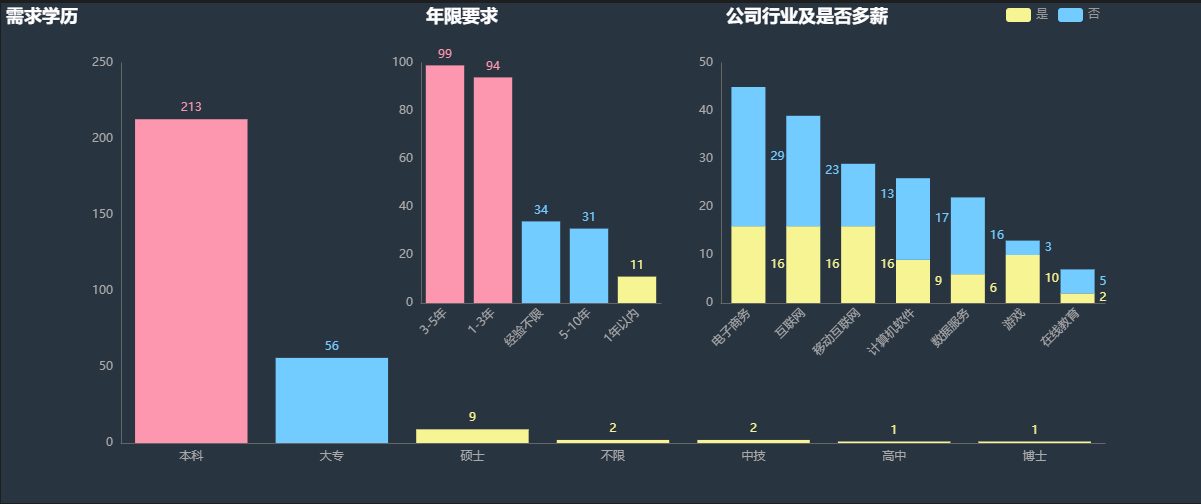 需求学历
250
200
150
100
50
0
213
56
9
2
2
1
1
本科
大专
硕士
不限
中技
高中
博士
年限要求
100
80
60
40
20
0
99
94
34
31
11
3-5年
1-3年
经验不限
5-10年
1年以内
公司行业及是否多薪
是
否
50
40
30
20
10
0
29
23
13
17
16
3
5
16
16
16
9
6
10
2
电子商务
互联网
移动互联网
计算机软件
数据服务
游戏
在线教育